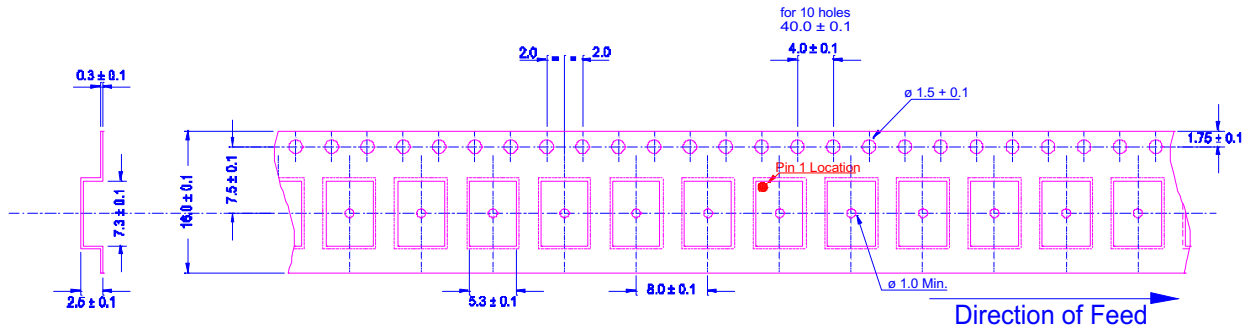 for 10 holes
40.0 ± 0.1
2.0
2.0
4.0 ± 0.1
0.3 ± 0.1
ø 1.5 + 0.1
1.75 ± 0.1
7.5 ± 0.1
16.0 ± 0.1
7.3 ± 0.1
Pin 1 Location
2.5 ± 0.1
5.3 ± 0.1
8.0 ± 0.1
ø 1.0 Min.
Direction of Feed